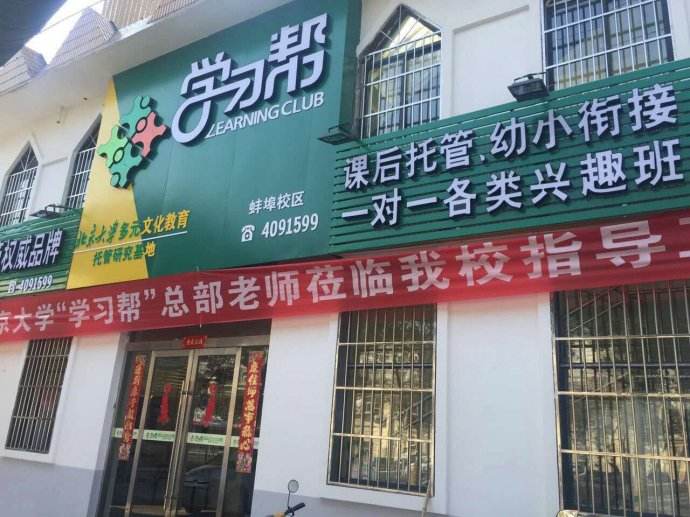 学习帮
LEARNING CLUB
北京大学多元文化教育
托管研究基地
蚌埠校区
☎4091599
课后托管、幼小衔接
一对一各类兴趣班
权威品牌
4091599
京大学“学习帮”总部老师莅临我校指导